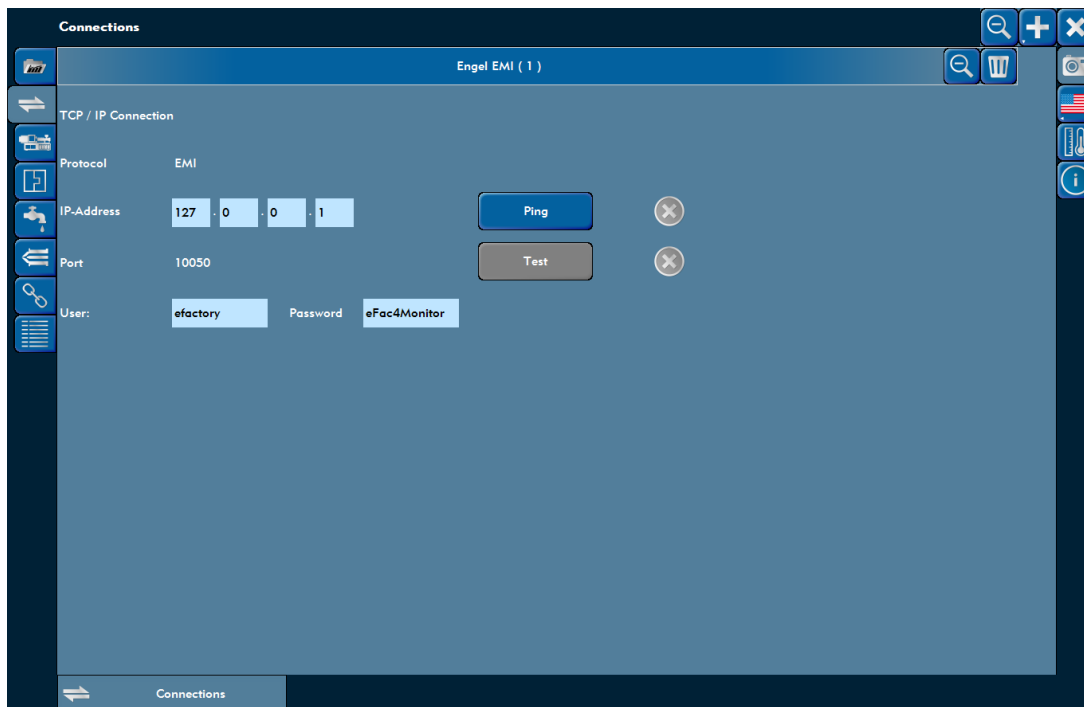 Connections
Engel EMI ( 1 )
TCP / IP Connection
Protocol EMI
IP-Address 127 . 0 . 0 . 1 Ping
Port 10050 Test
User: efactory Password eFac4Monitor
Connections